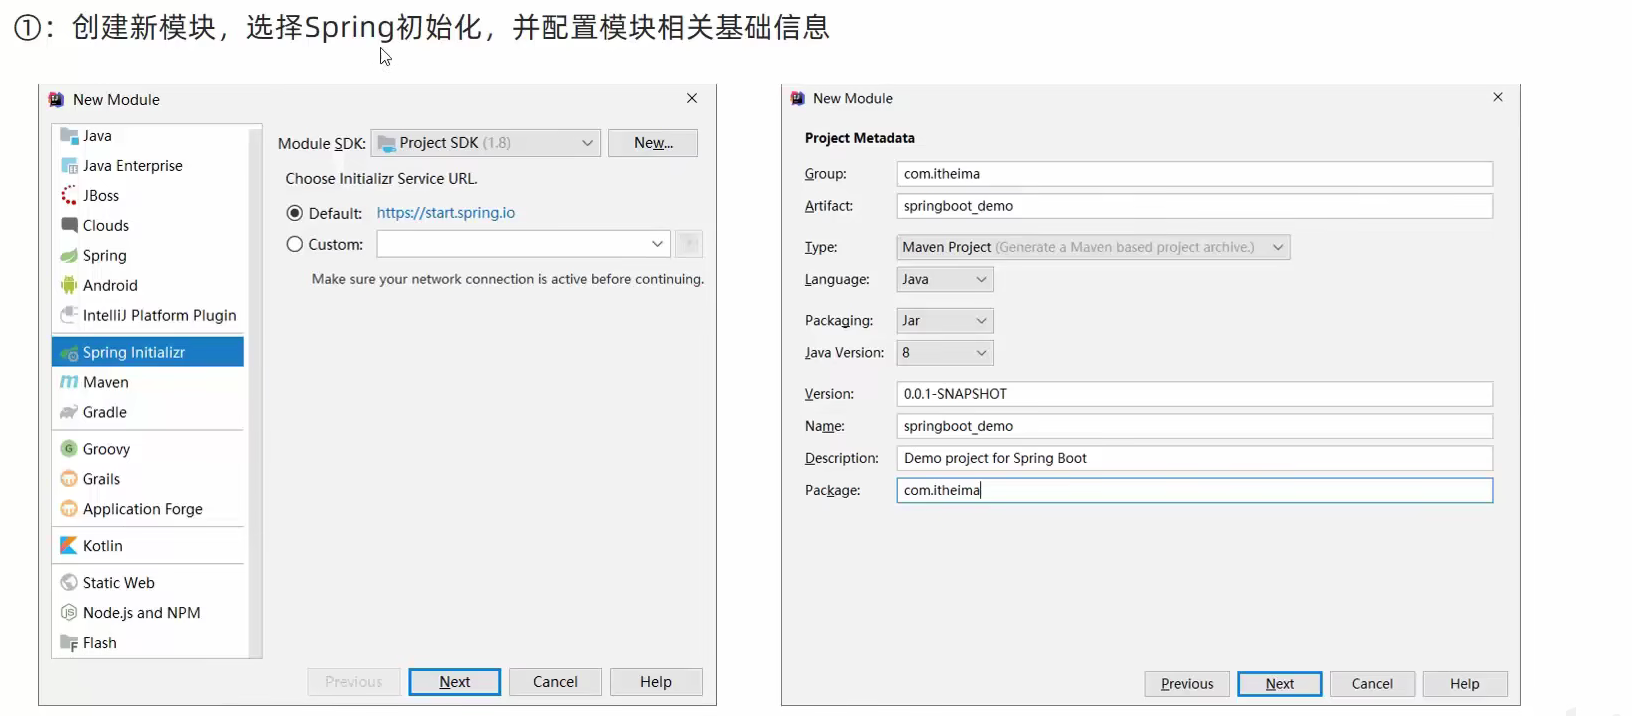 ①：创建新模块，选择Spring初始化，并配置模块相关基础信息
New Module
Java
Java Enterprise
JBoss
Clouds
Spring
Android
IntelliJ Platform Plugin
Spring Initializr
Maven
Gradle
Groovy
Grails
Application Forge
Kotlin
Static Web
Node.js and NPM
Flash
Module SDK: Project SDK (1.8) New...
Choose Initializr Service URL.
Default: https://start.spring.io
Custom:
Make sure your network connection is active before continuing.
Previous Next Cancel Help
New Module
Project Metadata
Group: com.itheima
Artifact: springboot_demo
Type: Maven Project (Generate a Maven based project archive.)
Language: Java
Packaging: Jar
Java Version: 8
Version: 0.0.1-SNAPSHOT
Name: springboot_demo
Description: Demo project for Spring Boot
Package: com.itheima
Previous Next Cancel Help